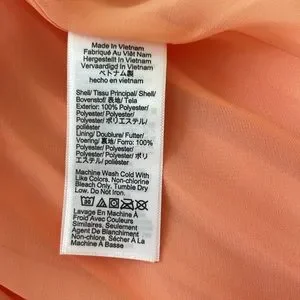 Made In Vietnam
Fabriqué Au Viet Nam
Hergestellt In Vietnam
Vervaardigd In Vietnam
ベトナム製
hecho en vietnam
Shell/ Tissu Principal/ Shell/
Bovenstof/ 表地/ Tela
Exterior: 100% Polyester/
Polyester/ Polyester/
Polyester/ ポリエステル/
poliéster
Lining/ Doublure/ Futter/
Voering/ 裏地/ Forro: 100%
Polyester/ Polyester/
Polyester/ Polyester/ ポリ
エステル/ poliéster
Machine Wash Cold With
Like Colors. Non-chlorine
Bleach Only. Tumble Dry
Low. Do Not Iron.
Lavage En Machine À
Froid Avec Couleurs
Similaires. Seulement
Agent De Blanchiment
Non-chlore. Sécher À La
Machine À Basse